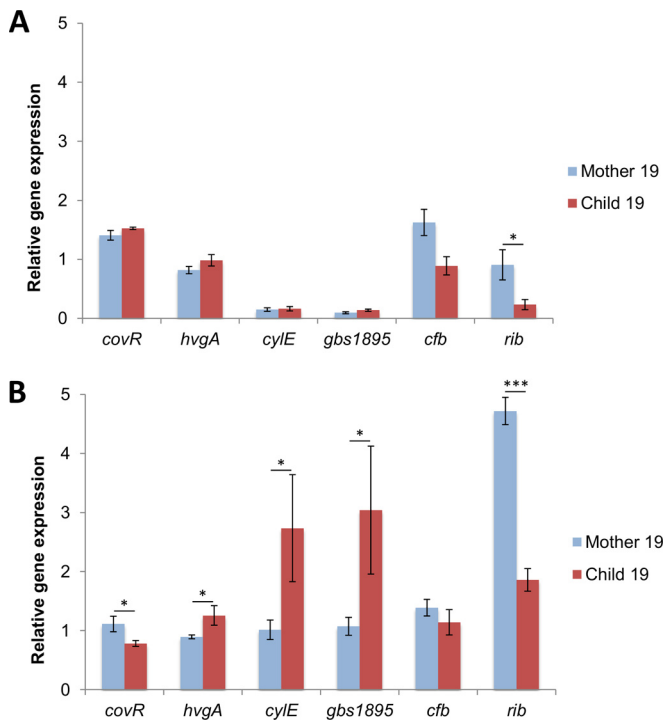 A
5
4
3
2
1
0
Relative gene expression
*
covR hvgA cylE gbs1895 cfb rib
Mother 19
Child 19
B
5
4
3
2
1
0
Relative gene expression
* * * * ***
covR hvgA cylE gbs1895 cfb rib
Mother 19
Child 19